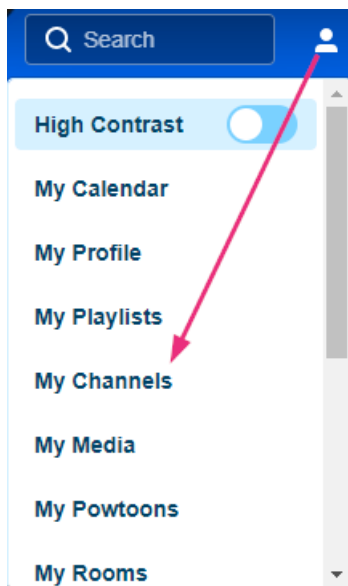 Search
High Contrast
My Calendar
My Profile
My Playlists
My Channels
My Media
My Powtoons
My Rooms